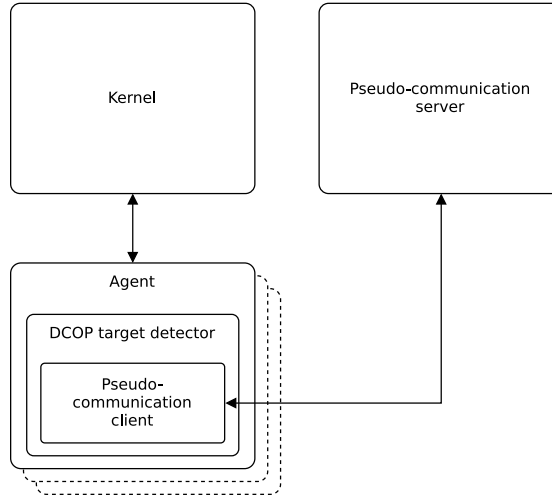 Kernel
Pseudo-communication
server
Agent
DCOP target detector
Pseudo-
communication
client